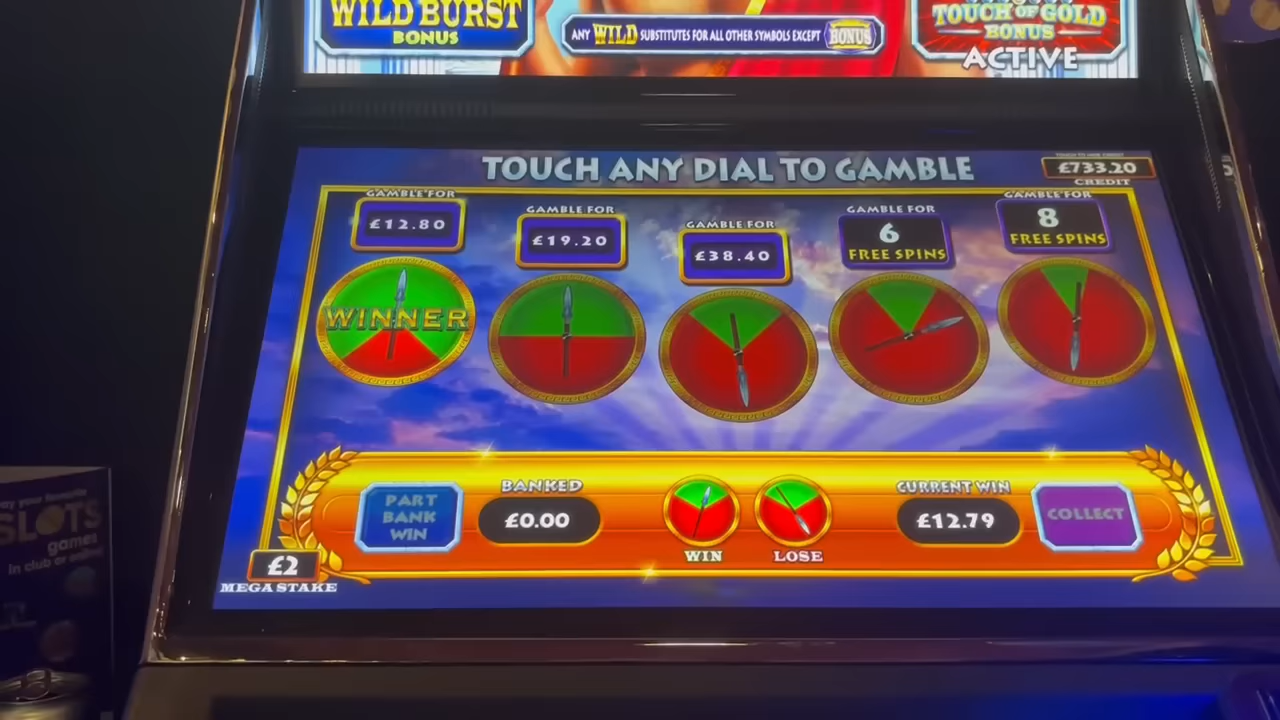 WILD BURST
BONUS
ANY WILD SUBSTITUTES FOR ALL OTHER SYMBOLS EXCEPT BONUS
TOUCH OF GOLD
BONUS
ACTIVE
TOUCH ANY DIAL TO GAMBLE
£733.20
CREDIT
GAMBLE FOR
£12.80
GAMBLE FOR
£19.20
GAMBLE FOR
£38.40
GAMBLE FOR
6
FREE SPINS
GAMBLE FOR
8
FREE SPINS
WINNER
PART
BANK
WIN
BANKED
£0.00
WIN
LOSE
CURRENT WIN
£12.79
COLLECT
£2
MEGA STAKE
your favourite
SLOTS
games
In club or online